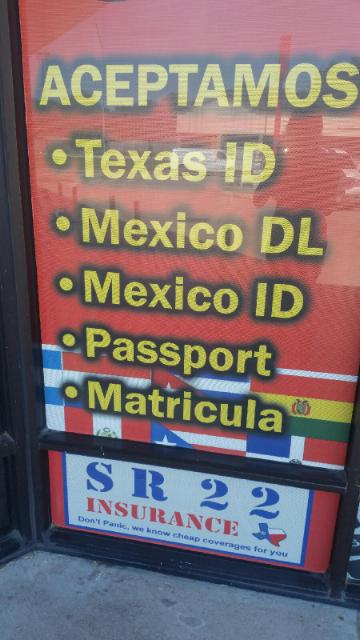 ACEPTAMOS
• Texas ID
• Mexico DL
• Mexico ID
• Passport
• Matricula
SR 22
INSURANCE
Don't Panic, we know cheap coverages for you